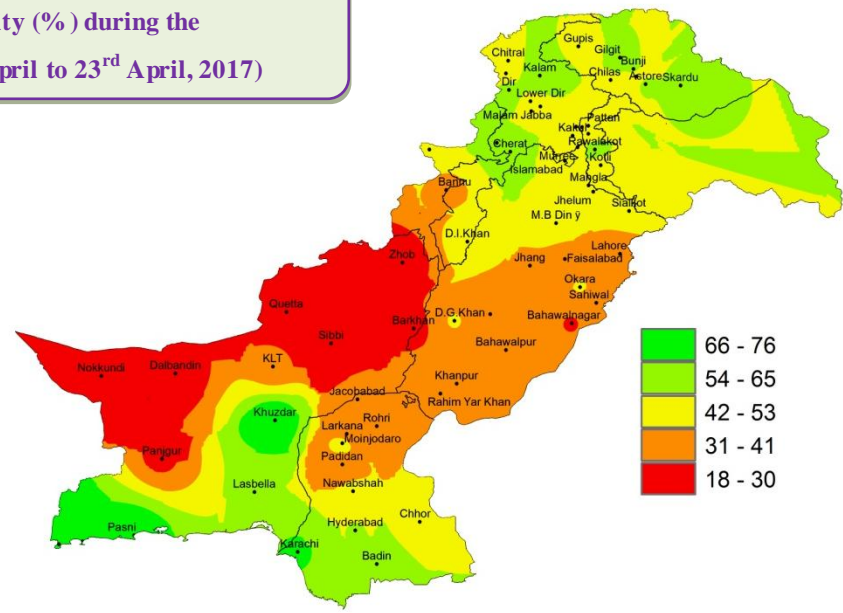 ity (%) during the
pril to 23rd April, 2017)
Gupis
Chitral
Gilgit
Bunji
Kalam
Chilas
Astore
Skardu
Dir
Lower Dir
Malam Jabba
Pattan
Kakul
Rawalakot
Cherat
Murree
Kotli
Islamabad
Mangla
Bannu
Jhelum
Sialkot
M.B Din ÿ
D.I.Khan
Lahore
Zhob
Jhang
Faisalabad
Okara
Sahiwal
Quetta
D.G.Khan
Bahawalnagar
Barkhan
Sibbi
Bahawalpur
66 - 76
54 - 65
42 - 53
31 - 41
18 - 30
Nokkundi
Dalbandin
KLT
Khanpur
Jacobabad
Rahim Yar Khan
Khuzdar
Rohri
Larkana
Moinjodaro
Panjgur
Padidan
Lasbella
Nawabshah
Chhor
Pasni
Hyderabad
Karachi
Badin